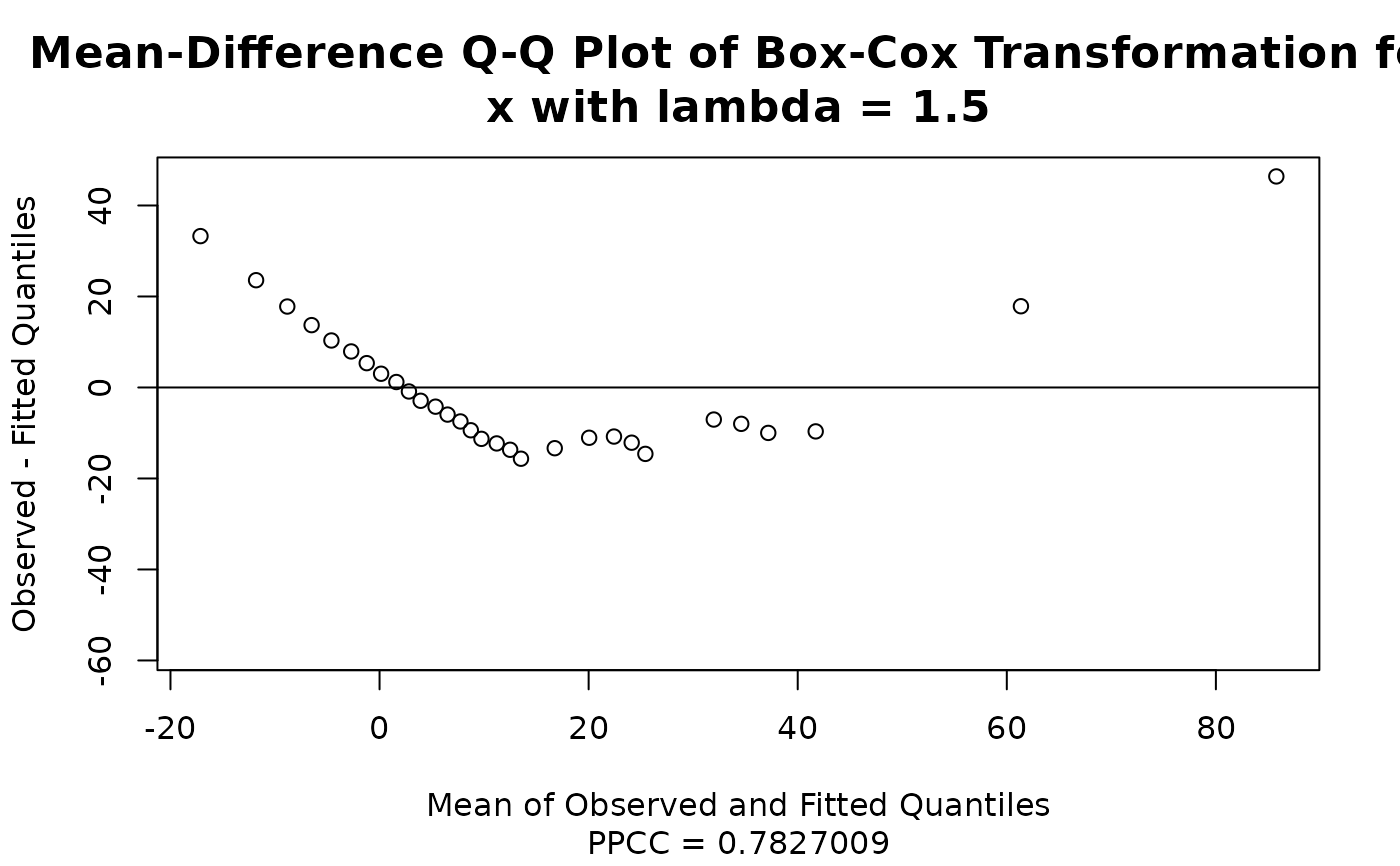 Mean-Difference Q-Q Plot of Box-Cox Transformation
x with lambda = 1.5
Observed - Fitted Quantiles
40
20
0
-20
-40
-60
-20 0 20 40 60 80
Mean of Observed and Fitted Quantiles
PPCC = 0.7827009